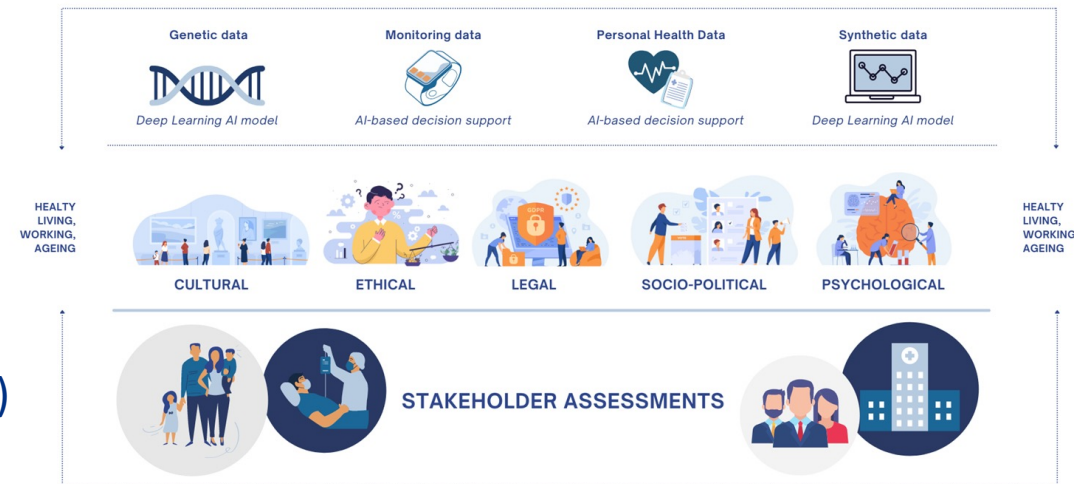 Genetic data
Monitoring data
Personal Health Data
Synthetic data
Deep Learning AI model
AI-based decision support
AI-based decision support
Deep Learning AI model
HEALTY
LIVING,
WORKING,
AGEING
HEALTY
LIVING,
WORKING
AGEING
GDPR
CULTURAL
ETHICAL
LEGAL
SOCIO-POLITICAL
PSYCHOLOGICAL
)
STAKEHOLDER ASSESSMENTS